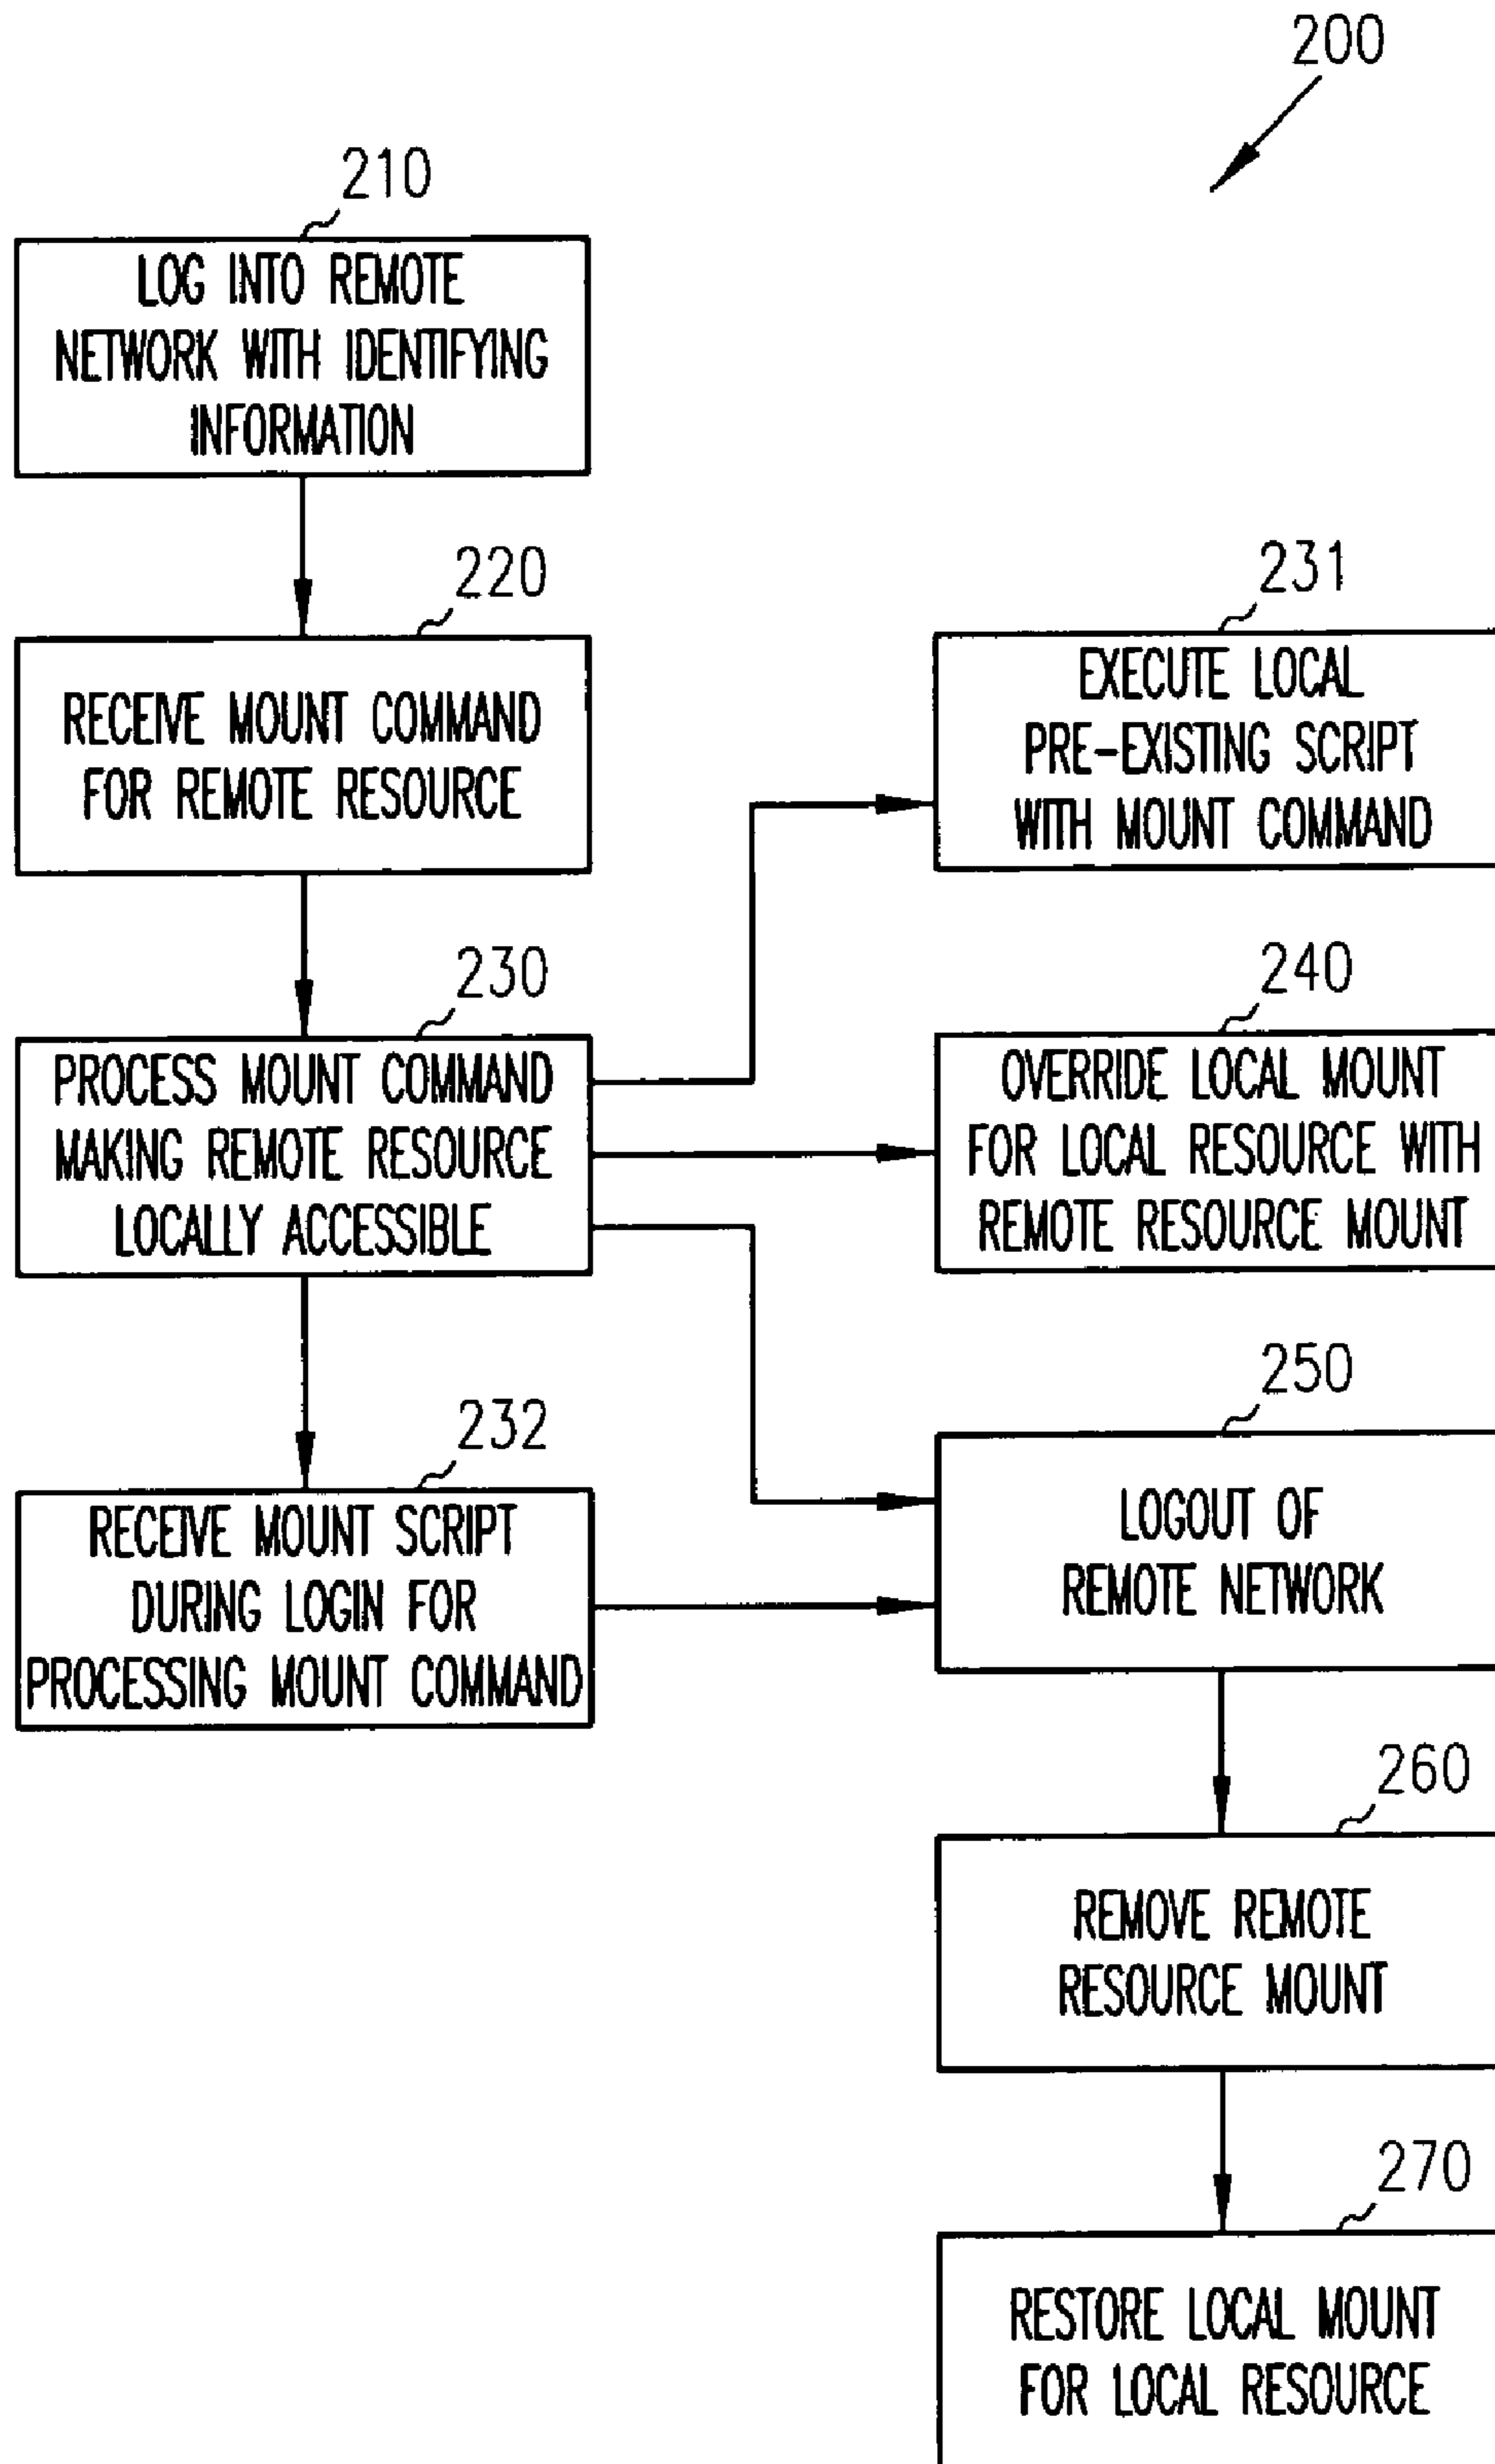 200
210
LOG INTO REMOTE
NETWORK WITH IDENTIFYING
INFORMATION
220
RECEIVE MOUNT COMMAND
FOR REMOTE RESOURCE
230
PROCESS MOUNT COMMAND
MAKING REMOTE RESOURCE
LOCALLY ACCESSIBLE
232
RECEIVE MOUNT SCRIPT
DURING LOGIN FOR
PROCESSING MOUNT COMMAND
231
EXECUTE LOCAL
PRE-EXISTING SCRIPT
WITH MOUNT COMMAND
240
OVERRIDE LOCAL MOUNT
FOR LOCAL RESOURCE WITH
REMOTE RESOURCE MOUNT
250
LOGOUT OF
REMOTE NETWORK
260
REMOVE REMOTE
RESOURCE MOUNT
270
RESTORE LOCAL MOUNT
FOR LOCAL RESOURCE